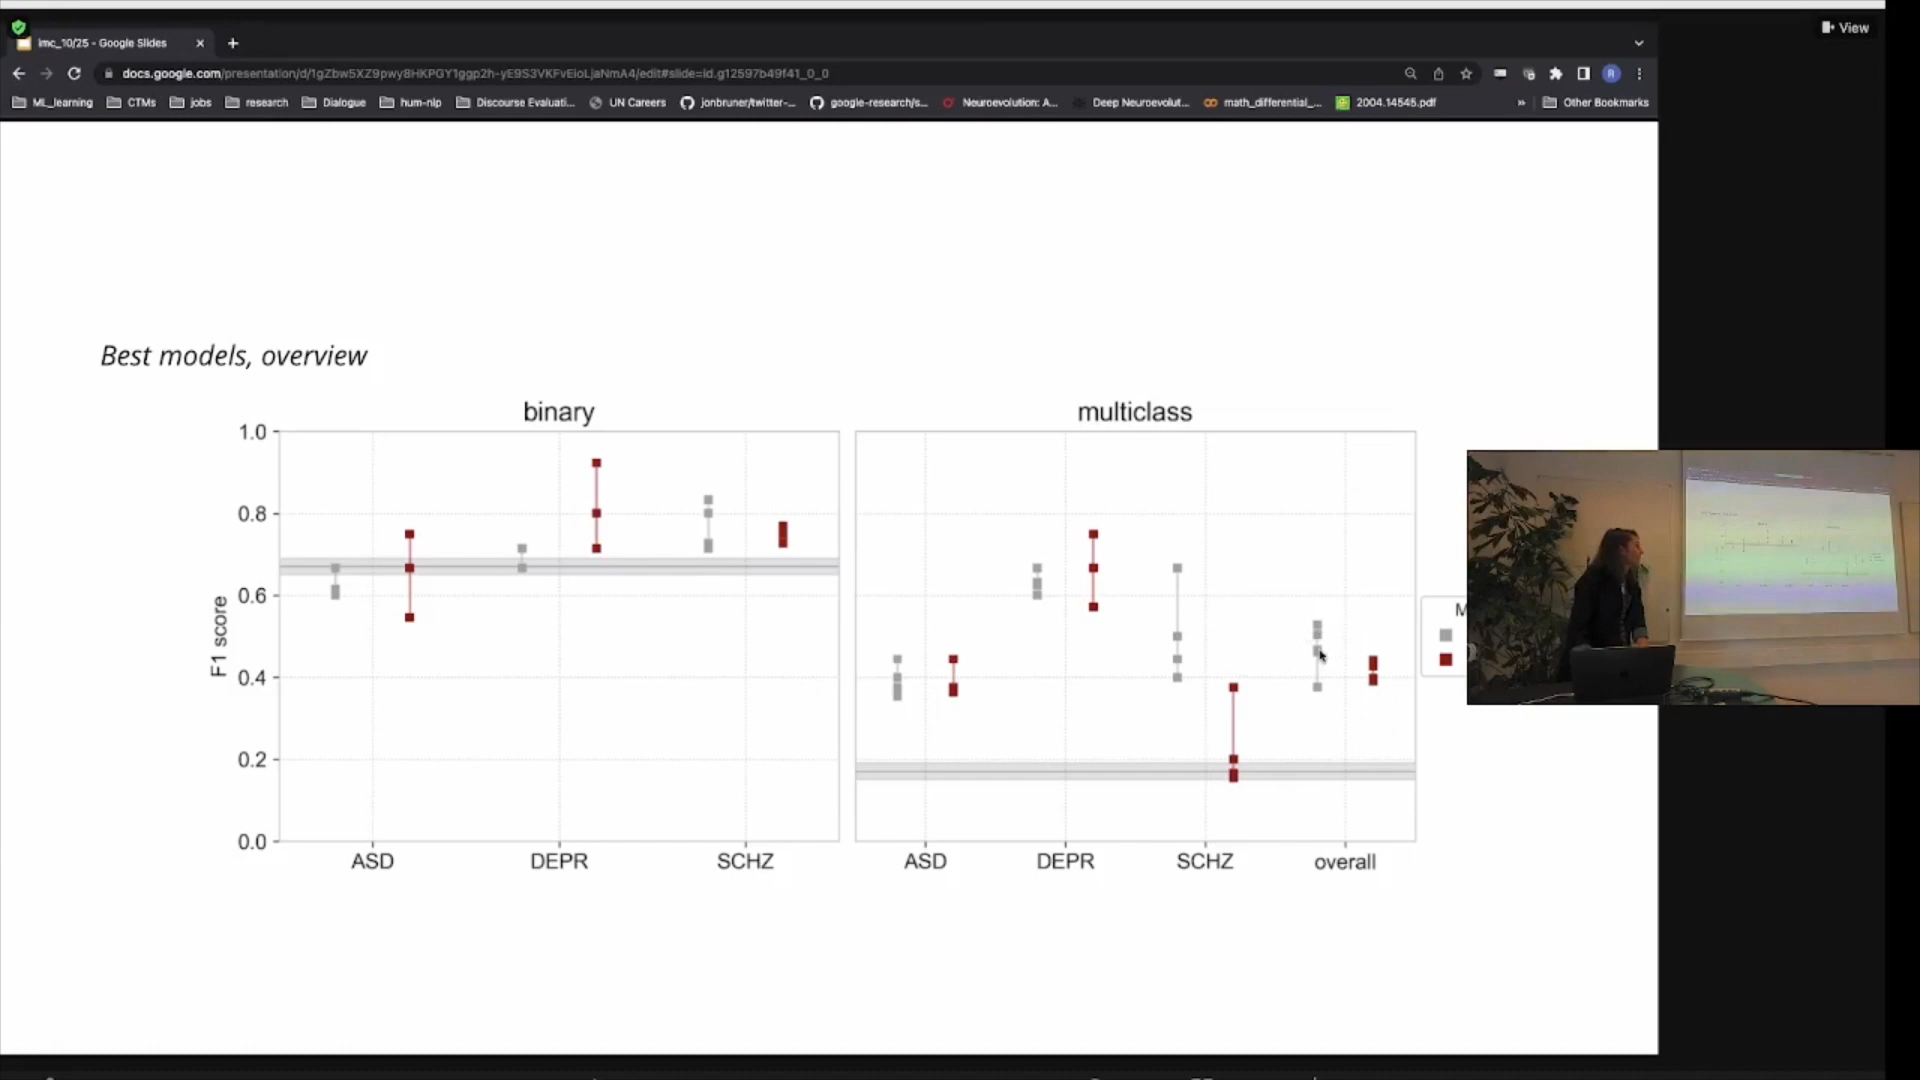 View
imc_10/25 - Google Slides
docs.google.com/presentation/d/1gZbw5XZ9pwy8HKPGY1ggp2h-yE9S3VKFvEioLjaNmA4/edit#slide=id.g12597b49f41_0_0
ML_learning CTMs jobs research Dialogue hum-nlp Discourse Evaluati... UN Careers jonbruner/twitter-... google-research/s... Neuroevolution: A... Deep Neuroevolut... math_differential_... 2004.14545.pdf » Other Bookmarks
Best models, overview
binary
multiclass
F1 score
1.0
0.8
0.6
0.4
0.2
0.0
ASD DEPR SCHZ
ASD DEPR SCHZ overall
M